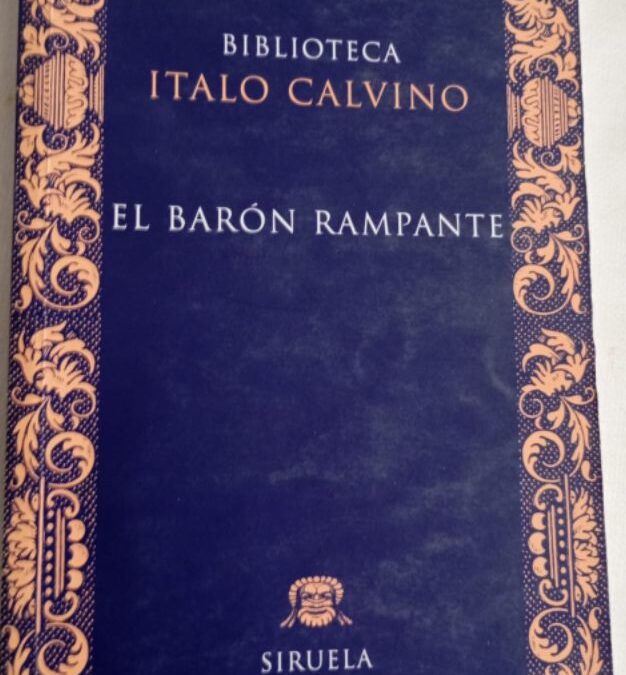 BIBLIOTECA
ITALO CALVINO
EL BARÓN RAMPANTE
SIRUELA